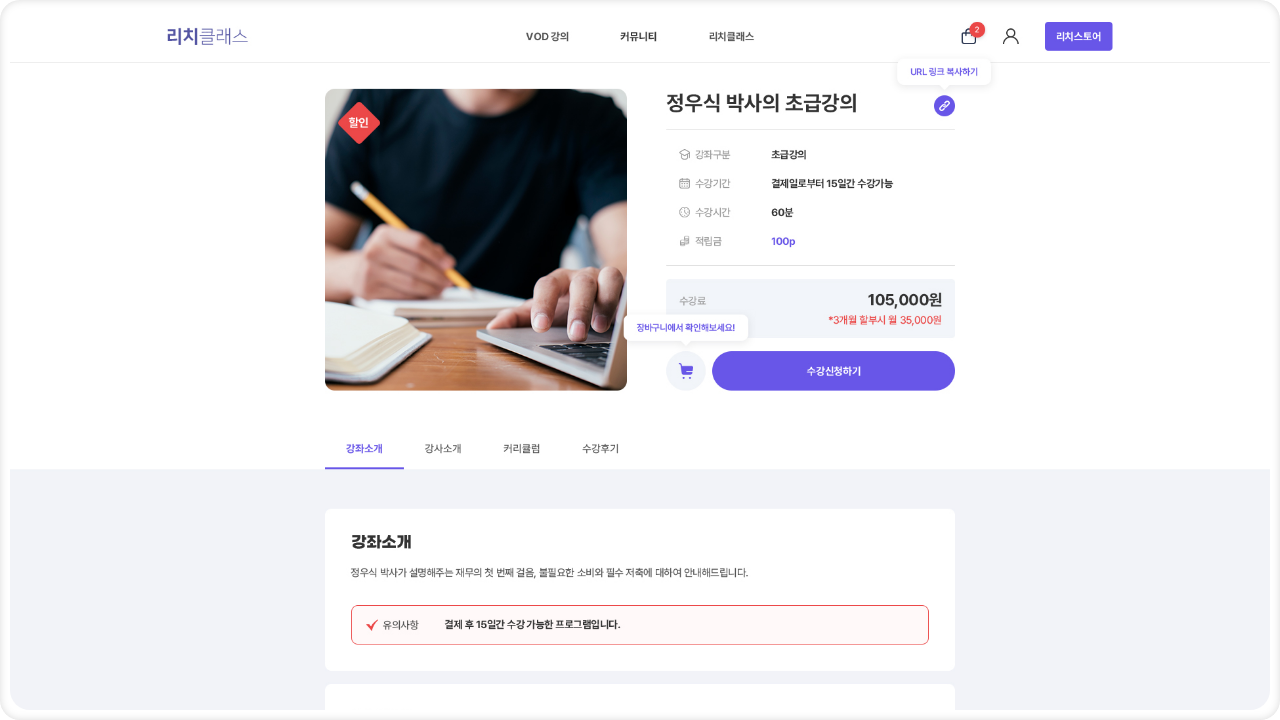 리치클래스
VOD 강의
커뮤니티
리치클래스
2
리치스토어
URL 링크 복사하기
할인
정우식 박사의 초급강의
강좌구분 초급강의
수강기간 결제일로부터 15일간 수강가능
수강시간 60분
적립금 100p
수강료 105,000원
*3개월 할부시 월 35,000원
장바구니에서 확인해보세요!
수강신청하기
강좌소개
강사소개
커리큘럼
수강후기
강좌소개
정우식 박사가 설명해주는 재무의 첫 번째 걸음, 불필요한 소비와 필수 저축에 대하여 안내해드립니다.
유의사항 결제 후 15일간 수강 가능한 프로그램입니다.